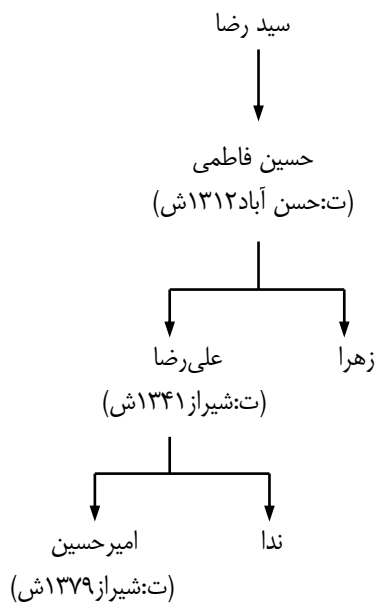 سید رضا
حسین فاطمی
(ت:حسن آباد۱۳۱۲ش)
زهرا
علی‌رضا
(ت:شیراز۱۳۴۱ش)
ندا
امیرحسین
(ت:شیراز۱۳۷۹ش)